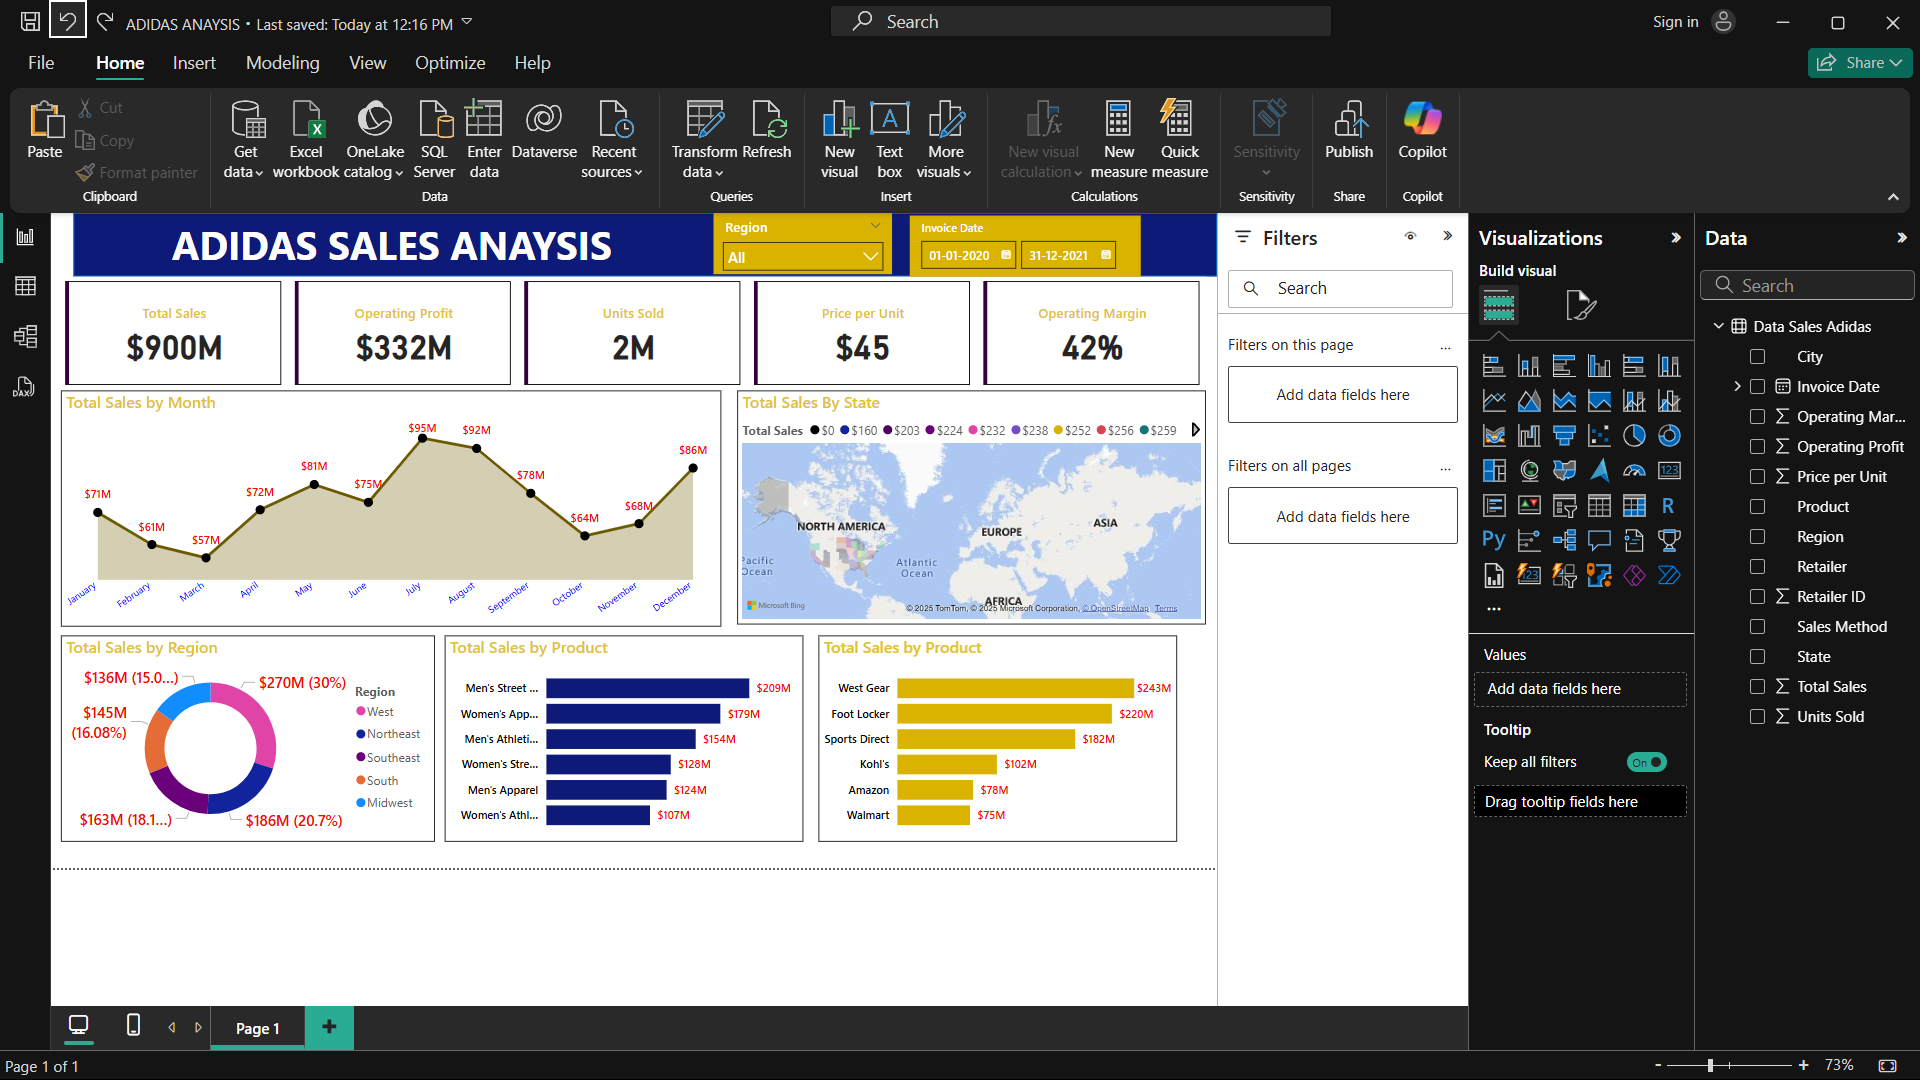 ADIDAS ANAYSIS • Last saved: Today at 12:16 PM
Search
Sign in
File
Home
Insert
Modeling
View
Optimize
Help
Share
Paste
Cut
Copy
Format painter
Clipboard
Get data
Excel workbook
OneLake catalog
SQL Server
Enter data
Dataverse
Recent sources
Data
Transform data
Refresh
Queries
New visual
Text box
More visuals
Insert
New visual calculation
New measure
Quick measure
Calculations
Sensitivity
Sensitivity
Publish
Share
Copilot
Copilot
ADIDAS SALES ANAYSIS
Region
All
Invoice Date
01-01-2020
31-12-2021
Total Sales
$900M
Operating Profit
$332M
Units Sold
2M
Price per Unit
$45
Operating Margin
42%
Total Sales by Month
$71M
$61M
$57M
$72M
$81M
$75M
$95M
$92M
$78M
$64M
$68M
$86M
January
February
March
April
May
June
July
August
September
October
November
December
Total Sales By State
Total Sales $0 $160 $203 $224 $232 $238 $252 $256 $259
NORTH AMERICA
EUROPE
ASIA
AFRICA
Pacific Ocean
Atlantic Ocean
Microsoft Bing
© 2025 TomTom, © 2025 Microsoft Corporation, © OpenStreetMap Terms
Total Sales by Region
$136M (15.0...)
$270M (30%)
$145M
(16.08%)
$163M (18.1...)
$186M (20.7%)
Region
West
Northeast
Southeast
South
Midwest
Total Sales by Product
Men's Street ... $209M
Women's App... $179M
Men's Athleti... $154M
Women's Stre... $128M
Men's Apparel $124M
Women's Athl... $107M
Total Sales by Product
West Gear $243M
Foot Locker $220M
Sports Direct $182M
Kohl's $102M
Amazon $78M
Walmart $75M
Filters
Search
Filters on this page ...
Add data fields here
Filters on all pages ...
Add data fields here
Visualizations
Build visual
123
R
Py
123
...
Values
Add data fields here
Tooltip
Keep all filters On
Drag tooltip fields here
Data
Search
Data Sales Adidas
City
Invoice Date
Operating Mar...
Operating Profit
Price per Unit
Product
Region
Retailer
Retailer ID
Sales Method
State
Total Sales
Units Sold
DAX
Page 1
Page 1 of 1
- + 73%